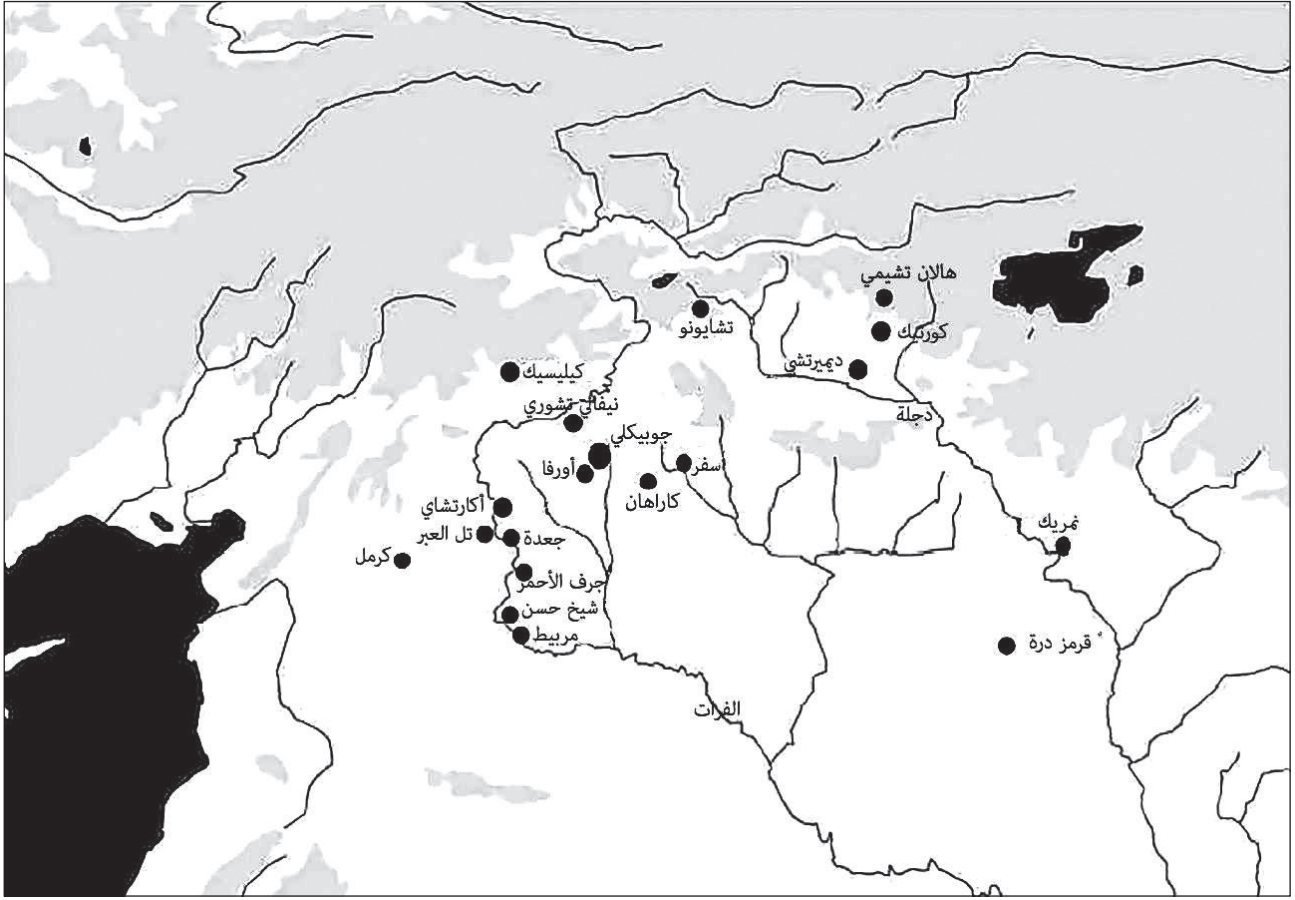 هالان تشيمي
تشايونو
كورتيك
ديميرتشي
كيليسيك
نيفالي تشوري
دجلة
جوبيكلي
أورفا
سفر
كاراهان
أكارتشاي
تل العبر
جعدة
نمريك
كرمل
جرف الأحمر
شيخ حسن
مربيط
قرمز درة
الفرات